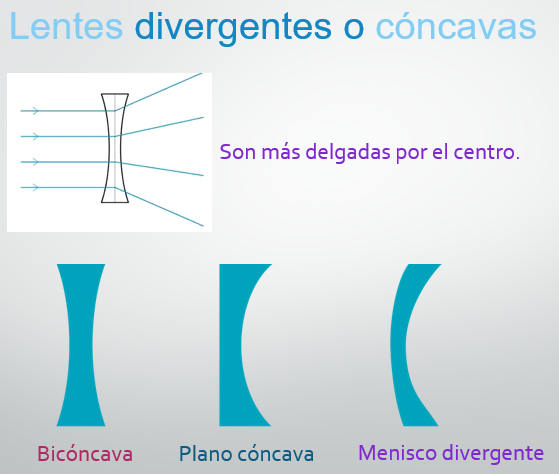 Lentes divergentes o cóncavas
Son más delgadas por el centro.
Bicóncava
Plano cóncava
Menisco divergente